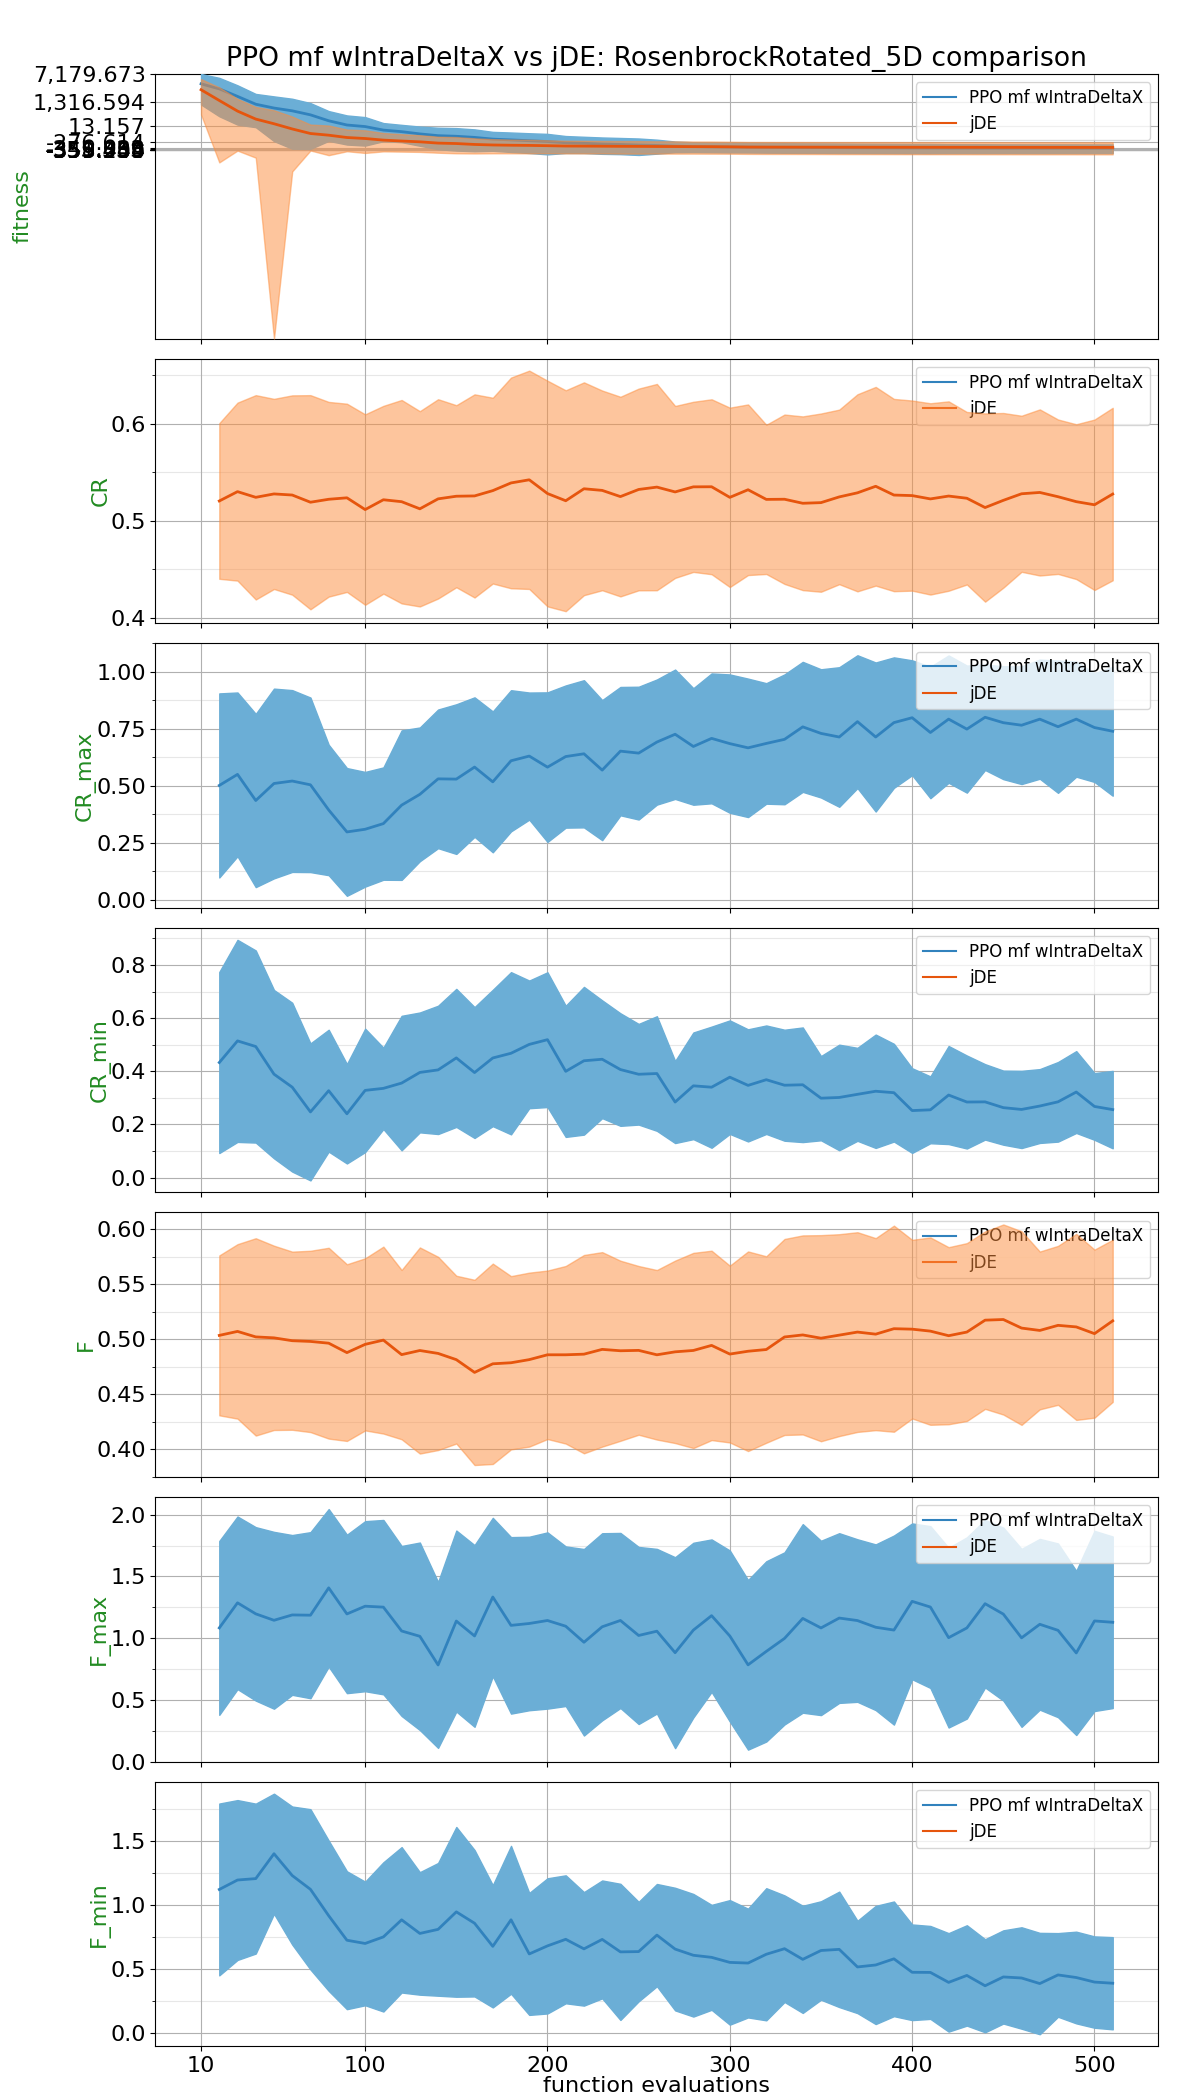 PPO mf wIntraDeltaX vs jDE: RosenbrockRotated_5D comparison
7,179.673
1,316.594
13.157
-276.614
fitness
PPO mf wIntraDeltaX
jDE
0.6
0.5
0.4
CR
PPO mf wIntraDeltaX
jDE
1.00
0.75
0.50
0.25
0.00
CR_max
PPO mf wIntraDeltaX
jDE
0.8
0.6
0.4
0.2
0.0
CR_min
PPO mf wIntraDeltaX
jDE
0.60
0.55
0.50
0.45
0.40
F
PPO mf wIntraDeltaX
jDE
2.0
1.5
1.0
0.5
0.0
F_max
PPO mf wIntraDeltaX
jDE
1.5
1.0
0.5
0.0
F_min
PPO mf wIntraDeltaX
jDE
10 100 200 300 400 500
function evaluations